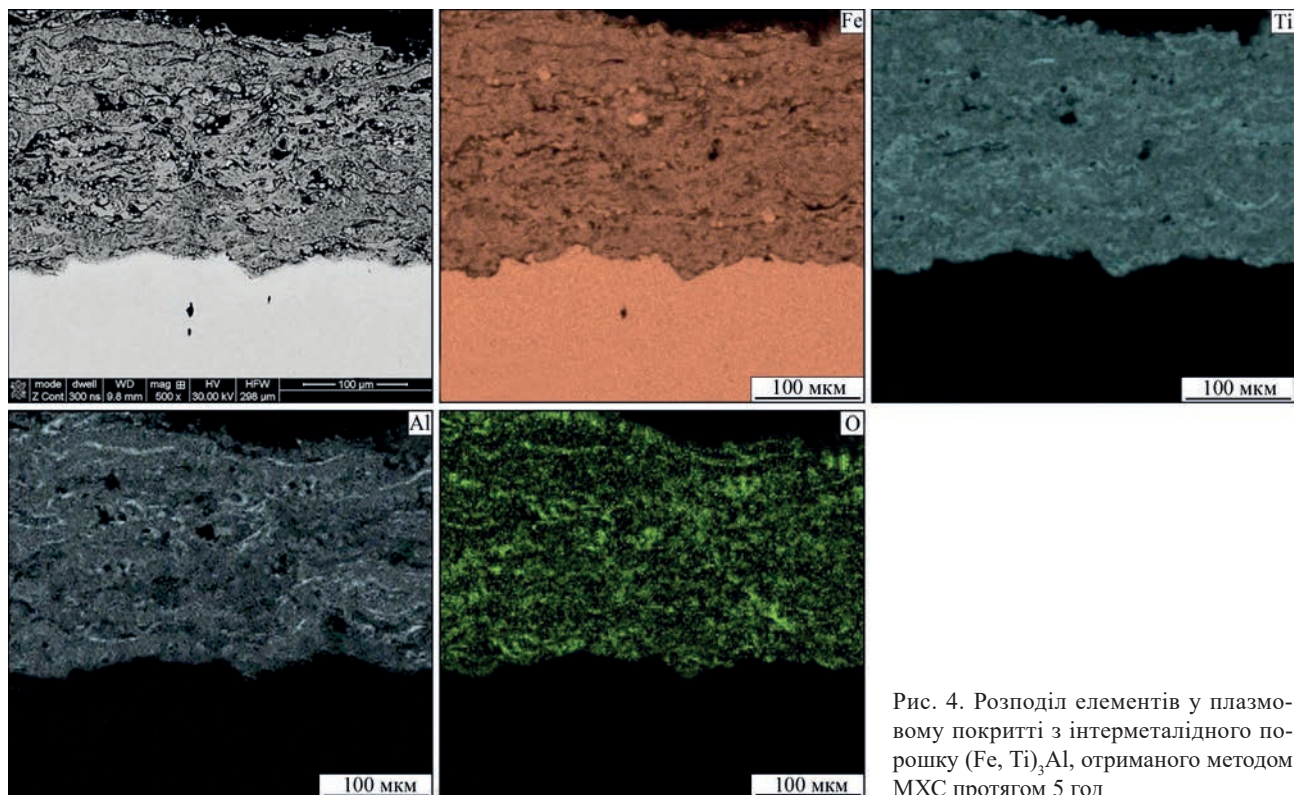 Fe
Ti
mode dwell WD mag HV HFW 100 µm
Z Cont 300 ns 9.8 mm 500 x 30.00 kV 298 µm
100 мкм
100 мкм
Al
O
100 мкм
100 мкм
Рис. 4. Розподіл елементів у плазмо-
вому покритті з інтерметалідного по-
рошку (Fe, Ti)₃Al, отриманого методом
МХС протягом 5 год